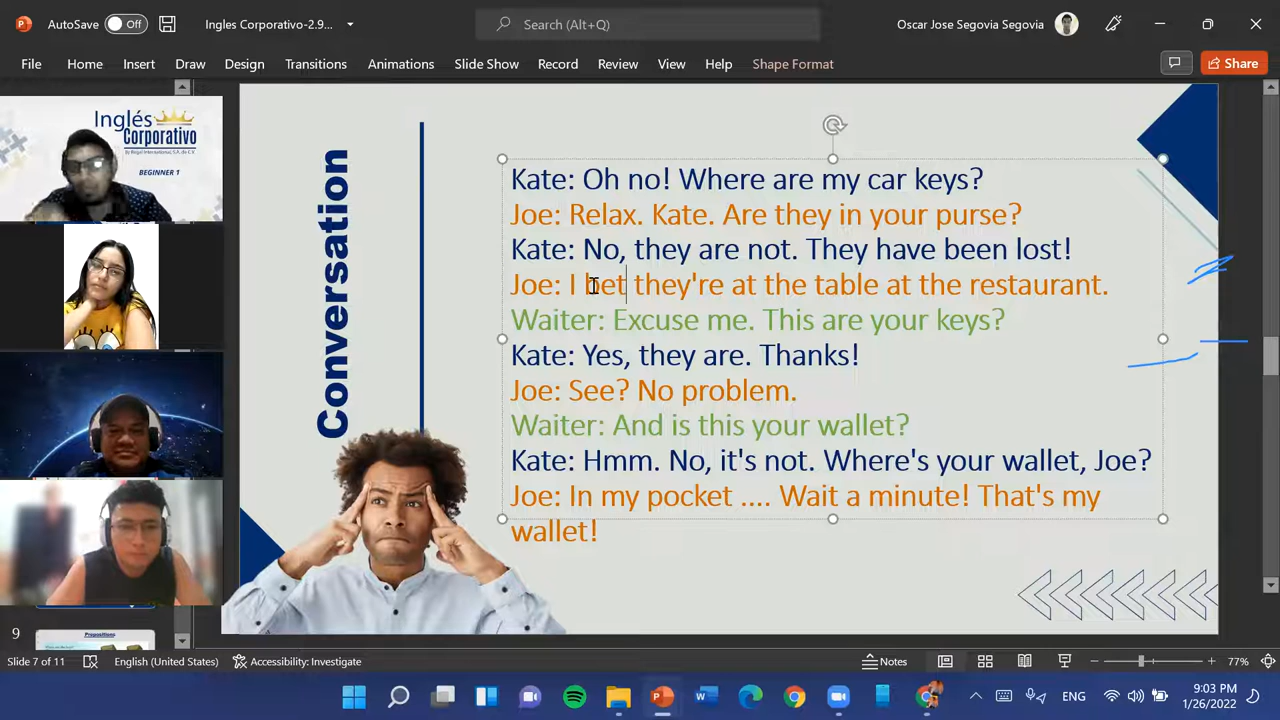 AutoSave Off Ingles Corporativo-2.9... Search (Alt+Q) Oscar Jose Segovia Segovia
File Home Insert Draw Design Transitions Animations Slide Show Record Review View Help Shape Format Share
Inglés
Corporativo
By Regal International, S.A. de C.V.
BEGINNER 1
Conversation
Kate: Oh no! Where are my car keys?
Joe: Relax. Kate. Are they in your purse?
Kate: No, they are not. They have been lost!
Joe: I bet they're at the table at the restaurant.
Waiter: Excuse me. This are your keys?
Kate: Yes, they are. Thanks!
Joe: See? No problem.
Waiter: And is this your wallet?
Kate: Hmm. No, it's not. Where's your wallet, Joe?
Joe: In my pocket .... Wait a minute! That's my
wallet!
9
Prepositions
Slide 7 of 11 English (United States) Accessibility: Investigate Notes 77%
ENG 9:03 PM
1/26/2022